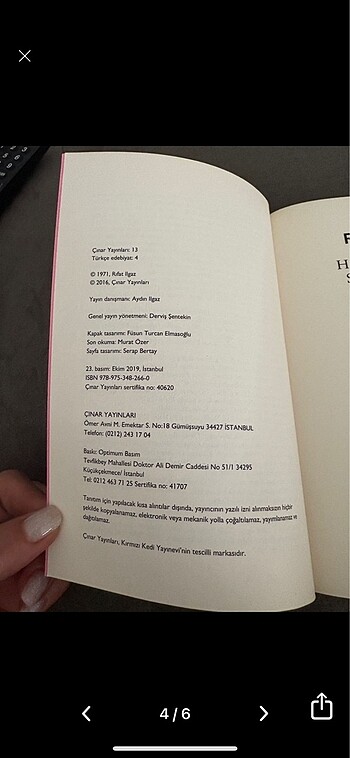 Çınar Yayınları: 13
Türkçe edebiyat: 4
© 1971, Rıfat Ilgaz
© 2016, Çınar Yayınları
Yayın danışmanı: Aydın Ilgaz
Genel yayın yönetmeni: Derviş Şentekin
Kapak tasarımı: Füsun Turcan Elmasoğlu
Son okuma: Murat Özer
Sayfa tasarımı: Serap Bertay
23. basım: Ekim 2019, İstanbul
ISBN 978-975-348-266-0
Çınar Yayınları sertifika no: 40620
ÇINAR YAYINLARI
Ömer Avni M. Emektar S. No:18 Gümüşsuyu 34427 İSTANBUL
Telefon: (0212) 243 17 04
Baskı: Optimum Basım
Tevfikbey Mahallesi Doktor Ali Demir Caddesi No 51/1 34295
Küçükçekmece/ İstanbul
Tel: 0212 463 71 25 Sertifika no: 41707
Tanıtım için yapılacak kısa alıntılar dışında, yayıncının yazılı izni alınmaksızın hiçbir
şekilde kopyalanamaz, elektronik veya mekanik yolla çoğaltılamaz, yayımlanamaz ve
dağıtılamaz.
Çınar Yayınları, Kırmızı Kedi Yayınevi'nin tescilli markasıdır.
H
S
4/6